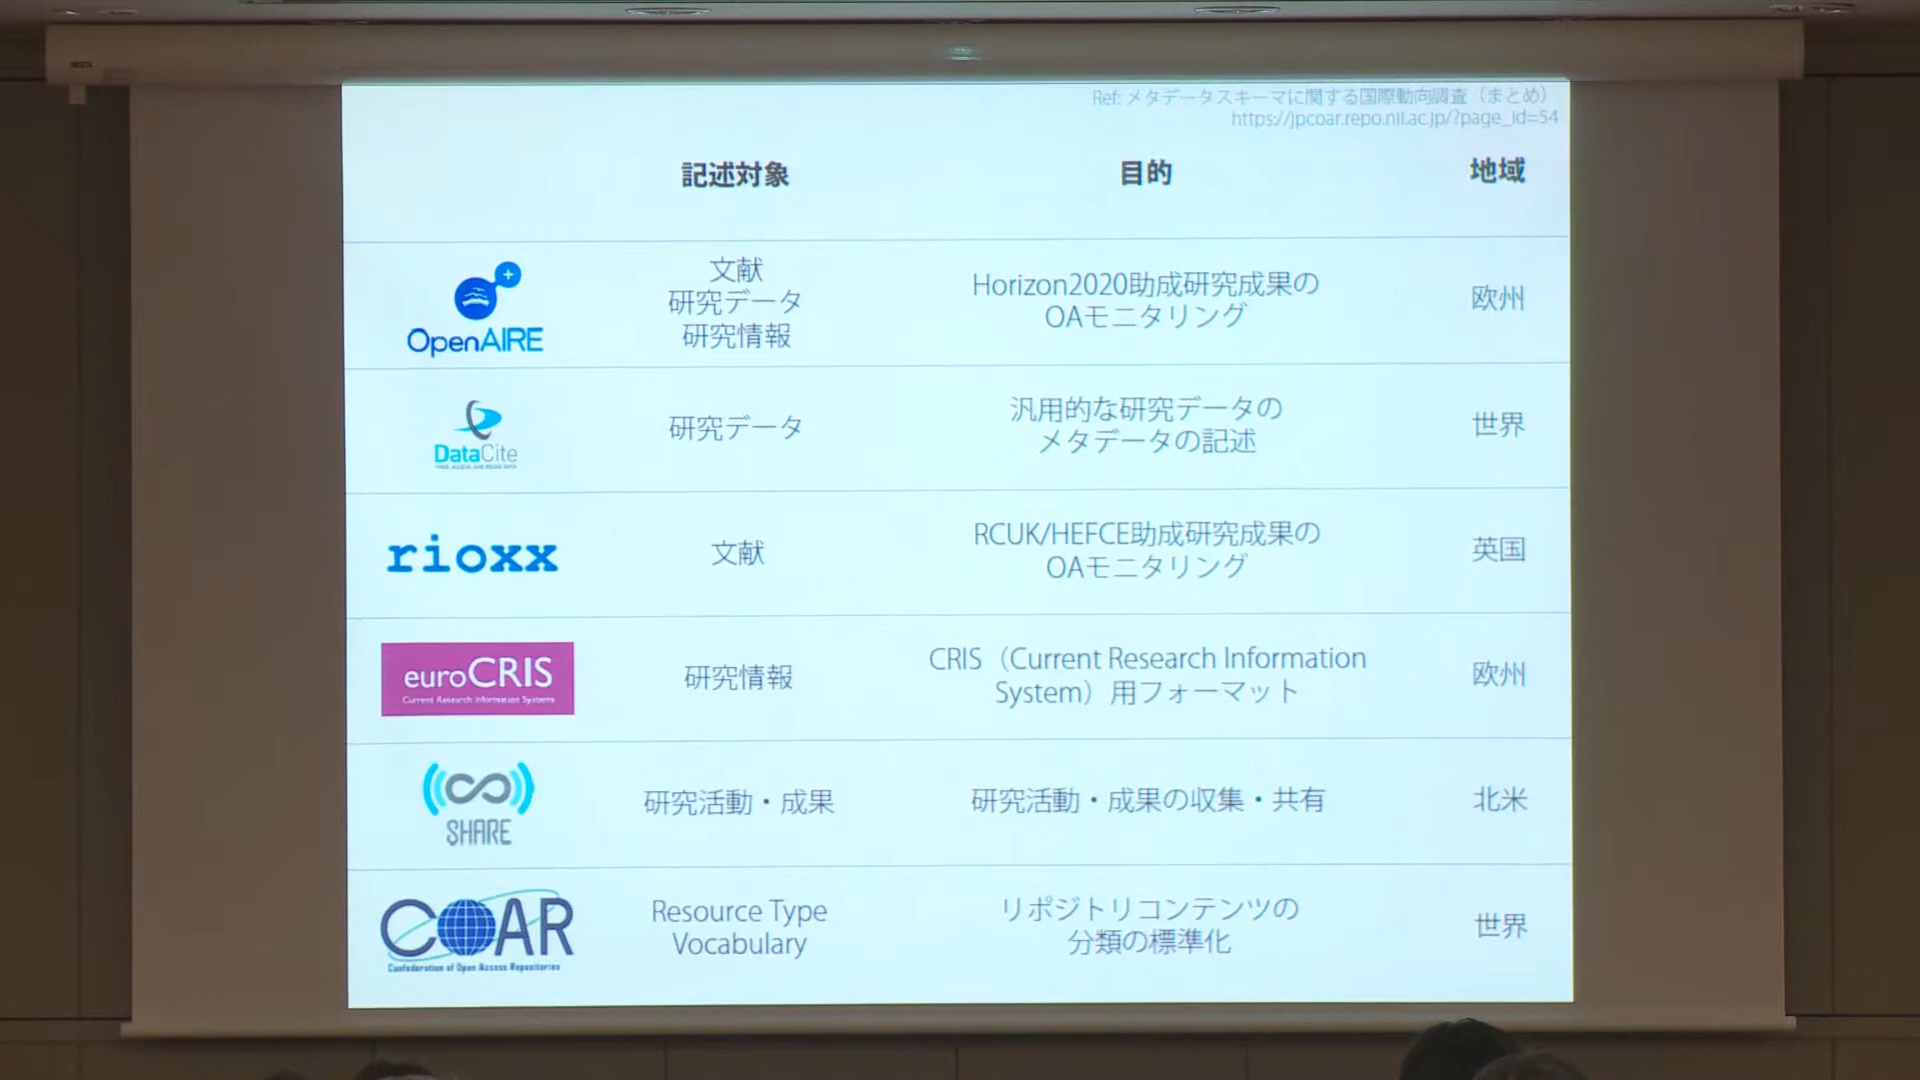 Ref: メタデータスキーマに関する国際動向調査（まとめ）
https://jpcoar.repo.nii.ac.jp/?page_id=54
記述対象 目的 地域
OpenAIRE
文献
研究データ
研究情報
Horizon2020助成研究成果の
OAモニタリング
欧州
DataCite
研究データ
汎用的な研究データの
メタデータの記述
世界
rioxx
文献
RCUK/HEFCE助成研究成果の
OAモニタリング
英国
euroCRIS
Current Research Information Systems
研究情報
CRIS（Current Research Information
System）用フォーマット
欧州
SHARE
研究活動・成果
研究活動・成果の収集・共有
北米
COAR
Confederation of Open Access Repositories
Resource Type
Vocabulary
リポジトリコンテンツの
分類の標準化
世界